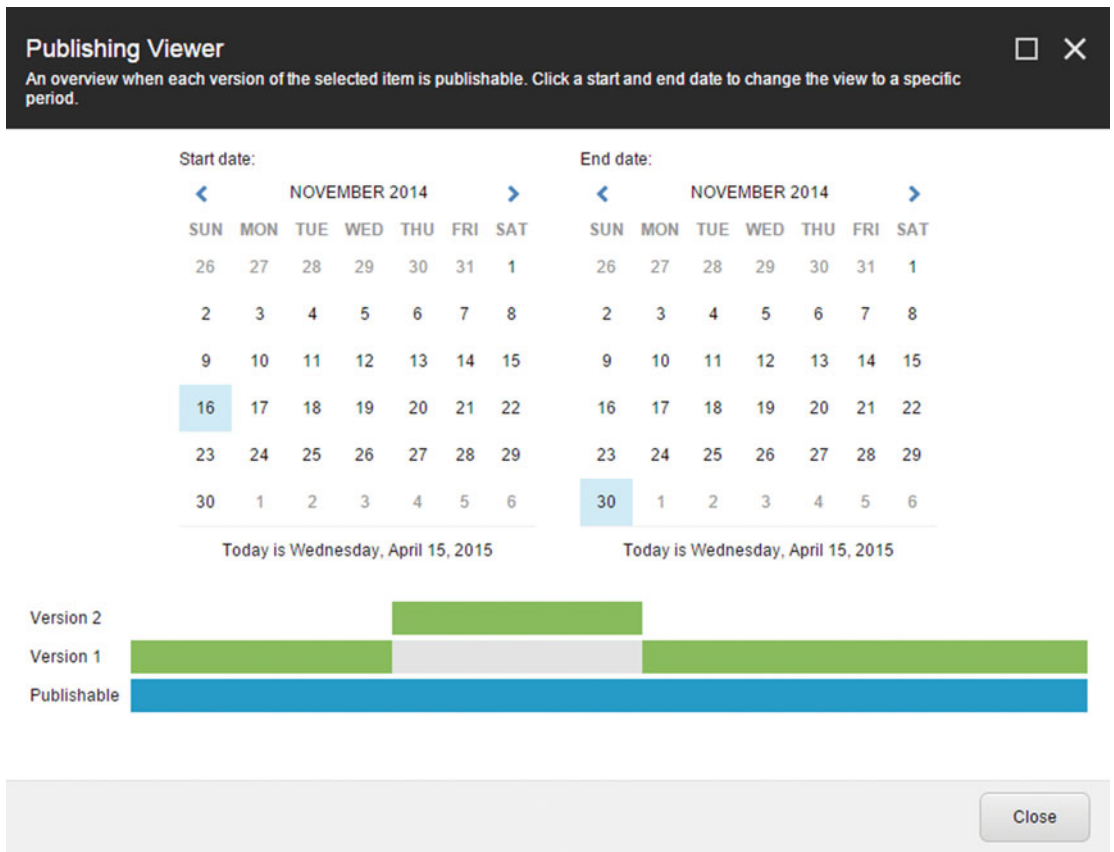 Publishing Viewer
An overview when each version of the selected item is publishable. Click a start and end date to change the view to a specific
period.
Start date:
NOVEMBER 2014
SUN MON TUE WED THU FRI SAT
26 27 28 29 30 31 1
2 3 4 5 6 7 8
9 10 11 12 13 14 15
16 17 18 19 20 21 22
23 24 25 26 27 28 29
30 1 2 3 4 5 6
Today is Wednesday, April 15, 2015
End date:
NOVEMBER 2014
SUN MON TUE WED THU FRI SAT
26 27 28 29 30 31 1
2 3 4 5 6 7 8
9 10 11 12 13 14 15
16 17 18 19 20 21 22
23 24 25 26 27 28 29
30 1 2 3 4 5 6
Today is Wednesday, April 15, 2015
Version 2
Version 1
Publishable
Close